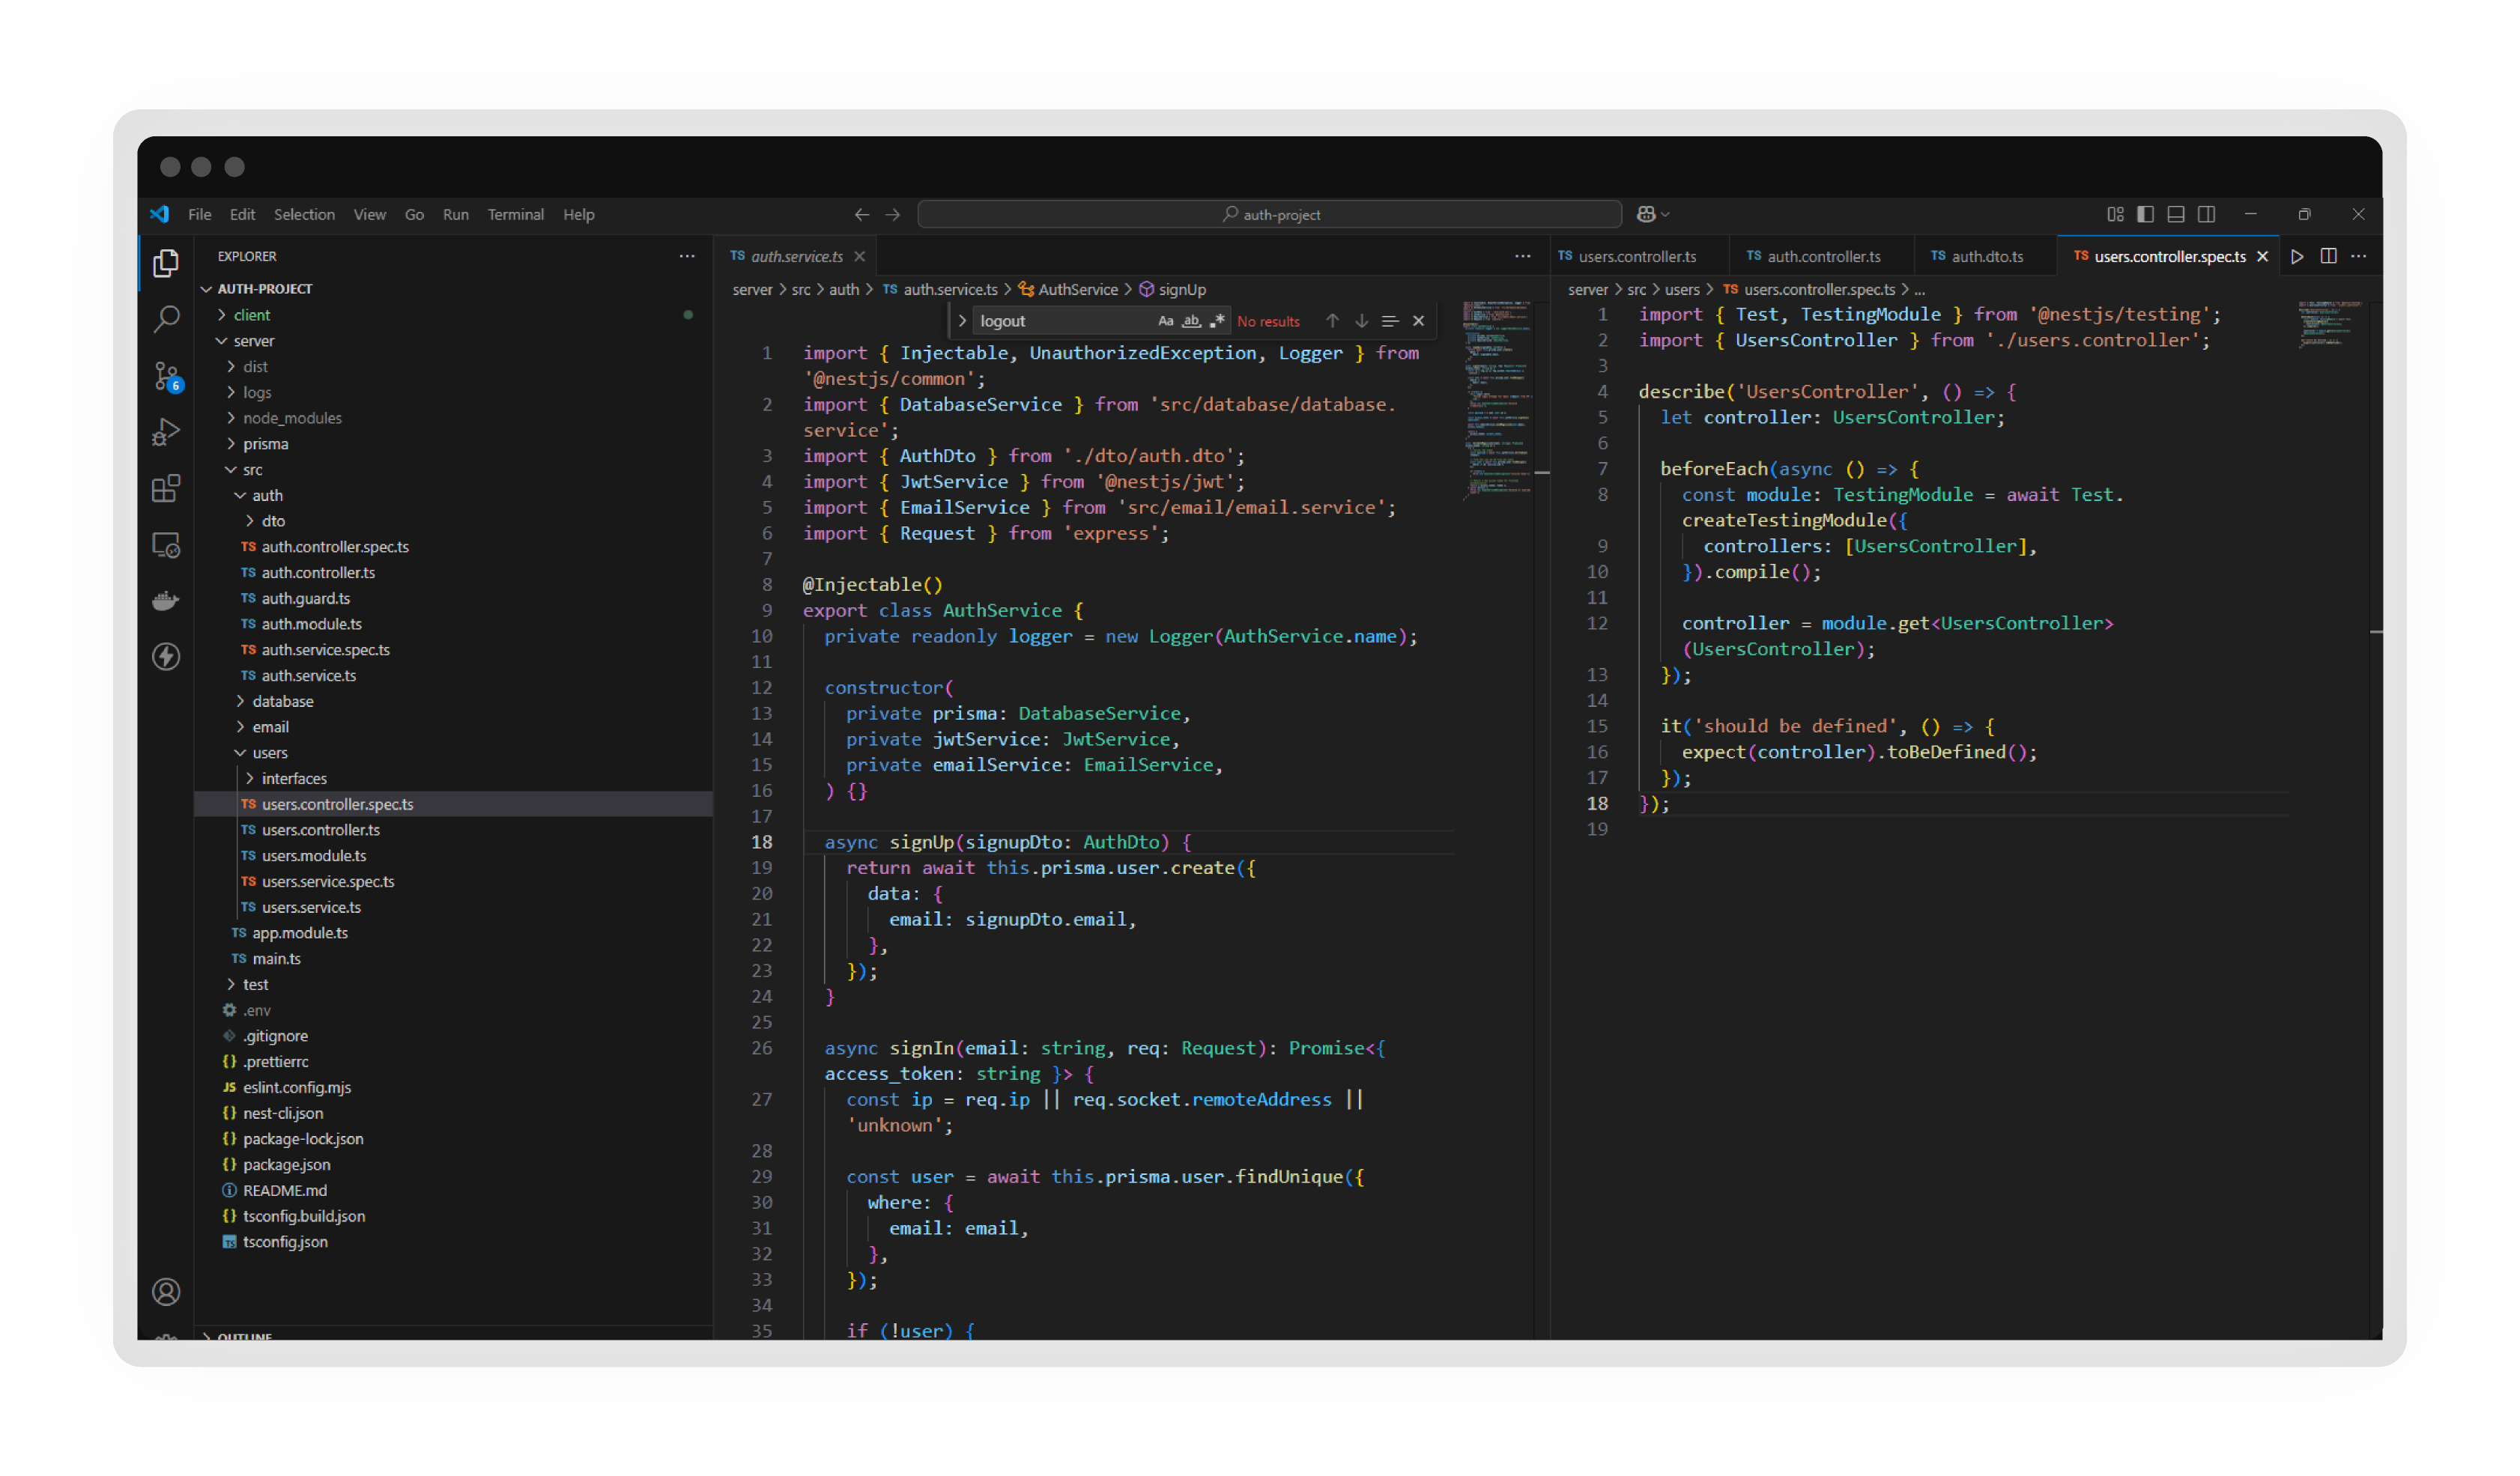 File Edit Selection View Go Run Terminal Help
auth-project
EXPLORER
AUTH-PROJECT
client
server
dist
logs
node_modules
prisma
src
auth
dto
TS auth.controller.spec.ts
TS auth.controller.ts
TS auth.guard.ts
TS auth.module.ts
TS auth.service.spec.ts
TS auth.service.ts
database
email
users
interfaces
TS users.controller.spec.ts
TS users.controller.ts
TS users.module.ts
TS users.service.spec.ts
TS users.service.ts
TS app.module.ts
TS main.ts
test
.env
.gitignore
{} .prettierrc
JS eslint.config.mjs
{} nest-cli.json
{} package-lock.json
{} package.json
README.md
{} tsconfig.build.json
TS tsconfig.json
OUTLINE
6
TS auth.service.ts
server > src > auth > TS auth.service.ts > AuthService > signUp
logout Aa ab .* No results
1 import { Injectable, UnauthorizedException, Logger } from
'@nestjs/common';
2 import { DatabaseService } from 'src/database/database.
service';
3 import { AuthDto } from './dto/auth.dto';
4 import { JwtService } from '@nestjs/jwt';
5 import { EmailService } from 'src/email/email.service';
6 import { Request } from 'express';
7
8 @Injectable()
9 export class AuthService {
10 private readonly logger = new Logger(AuthService.name);
11
12 constructor(
13 private prisma: DatabaseService,
14 private jwtService: JwtService,
15 private emailService: EmailService,
16 ) {}
17
18 async signUp(signupDto: AuthDto) {
19 return await this.prisma.user.create({
20 data: {
21 email: signupDto.email,
22 },
23 });
24 }
25
26 async signIn(email: string, req: Request): Promise<{
access_token: string }> {
27 const ip = req.ip || req.socket.remoteAddress ||
'unknown';
28
29 const user = await this.prisma.user.findUnique({
30 where: {
31 email: email,
32 },
33 });
34
35 if (!user) {
TS users.controller.ts TS auth.controller.ts TS auth.dto.ts TS users.controller.spec.ts
server > src > users > TS users.controller.spec.ts > ...
1 import { Test, TestingModule } from '@nestjs/testing';
2 import { UsersController } from './users.controller';
3
4 describe('UsersController', () => {
5 let controller: UsersController;
6
7 beforeEach(async () => {
8 const module: TestingModule = await Test.
createTestingModule({
9 controllers: [UsersController],
10 }).compile();
11
12 controller = module.get<UsersController>
(UsersController);
13 });
14
15 it('should be defined', () => {
16 expect(controller).toBeDefined();
17 });
18 });
19